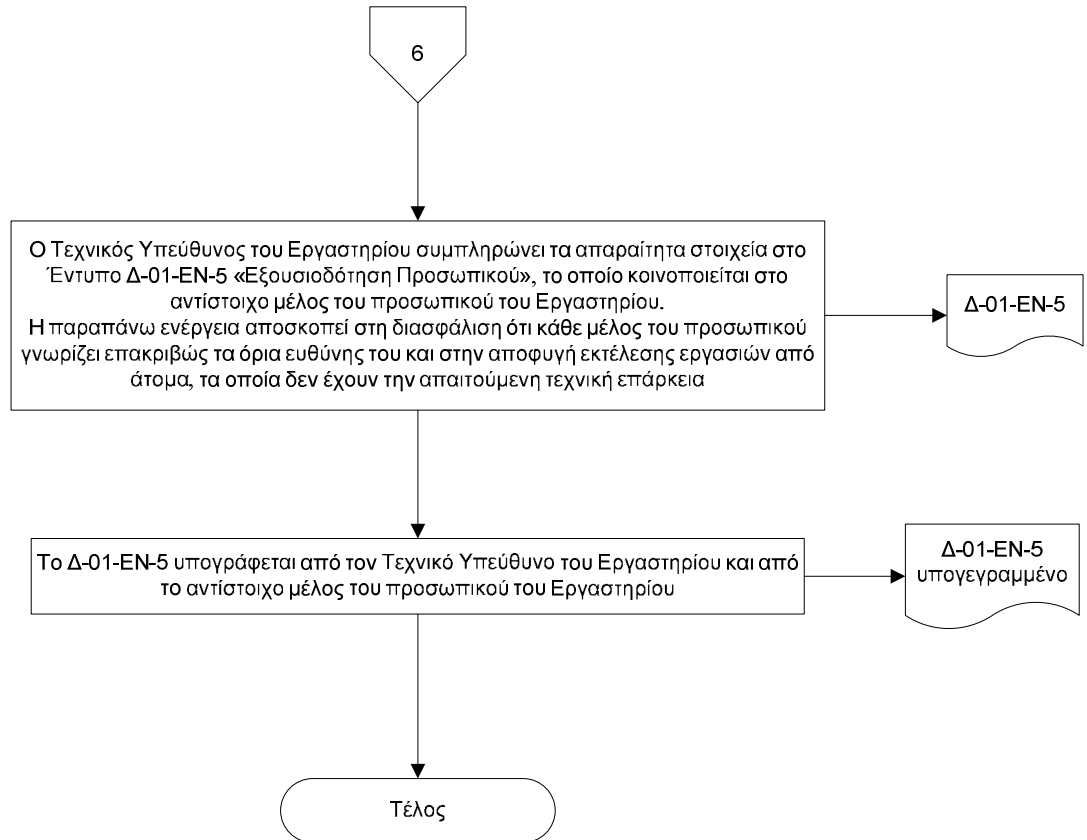 6
Ο Τεχνικός Υπεύθυνος του Εργαστηρίου συμπληρώνει τα απαραίτητα στοιχεία στο
Έντυπο Δ-01-ΕΝ-5 «Εξουσιοδότηση Προσωπικού», το οποίο κοινοποιείται στο
αντίστοιχο μέλος του προσωπικού του Εργαστηρίου.
Η παραπάνω ενέργεια αποσκοπεί στη διασφάλιση ότι κάθε μέλος του προσωπικού
γνωρίζει επακριβώς τα όρια ευθύνης του και στην αποφυγή εκτέλεσης εργασιών από
άτομα, τα οποία δεν έχουν την απαιτούμενη τεχνική επάρκεια
Δ-01-ΕΝ-5
Το Δ-01-ΕΝ-5 υπογράφεται από τον Τεχνικό Υπεύθυνο του Εργαστηρίου και από
το αντίστοιχο μέλος του προσωπικού του Εργαστηρίου
Δ-01-ΕΝ-5
υπογεγραμμένο
Τέλος